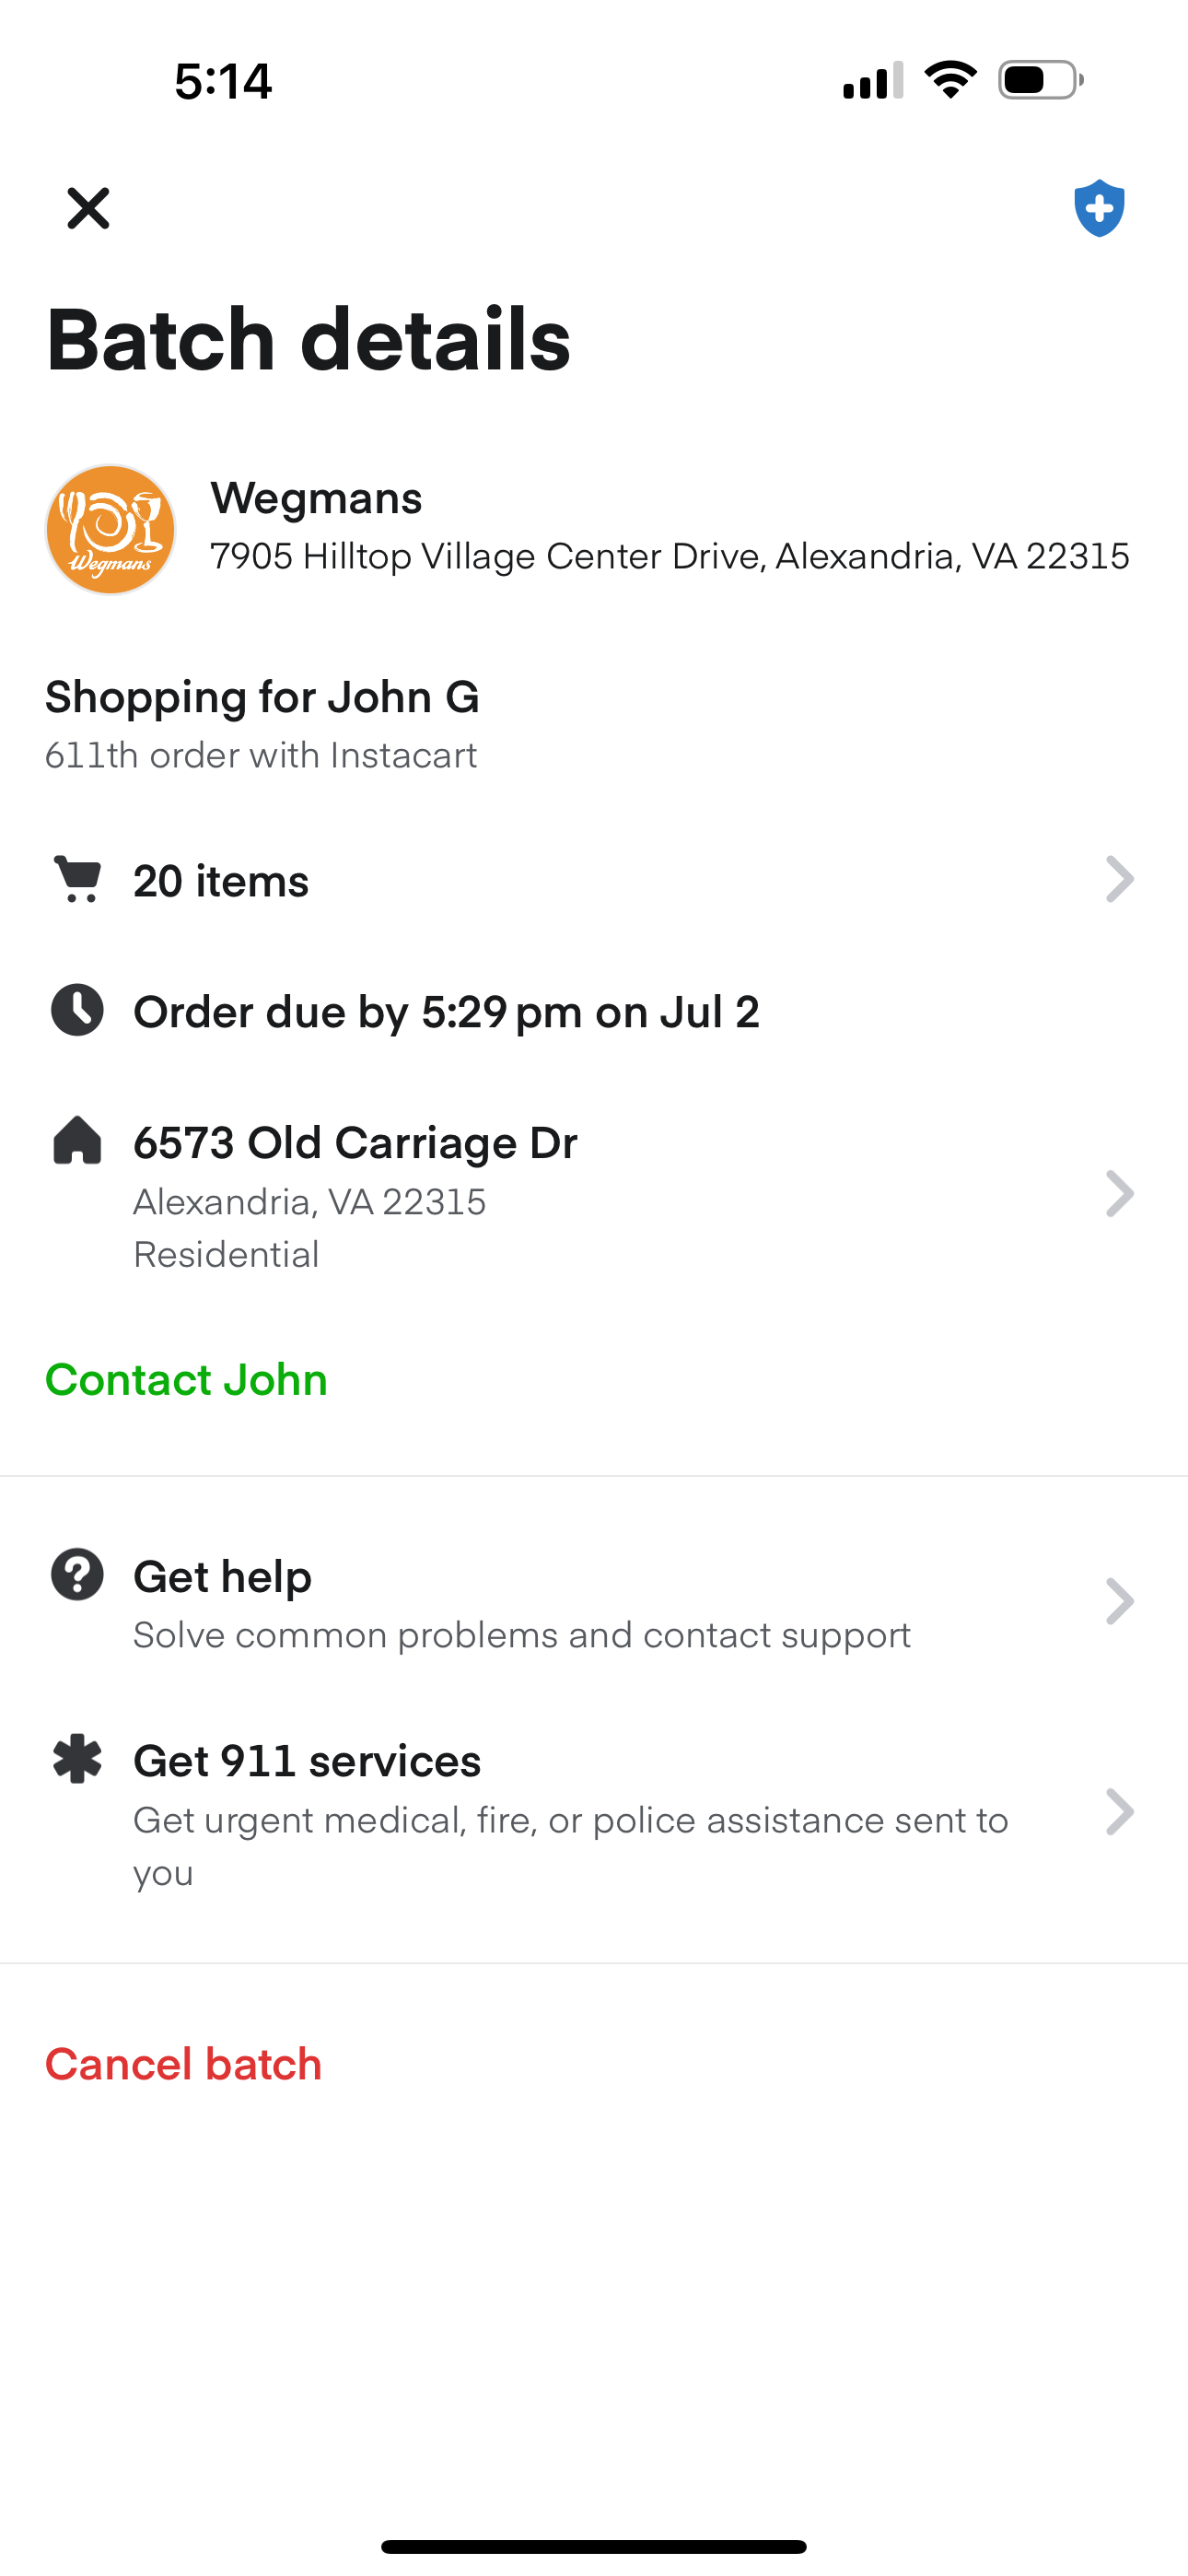 5:14
Batch details
Wegmans
Wegmans
7905 Hilltop Village Center Drive, Alexandria, VA 22315
Shopping for John G
611th order with Instacart
20 items
Order due by 5:29 pm on Jul 2
6573 Old Carriage Dr
Alexandria, VA 22315
Residential
Contact John
Get help
Solve common problems and contact support
Get 911 services
Get urgent medical, fire, or police assistance sent to
you
Cancel batch